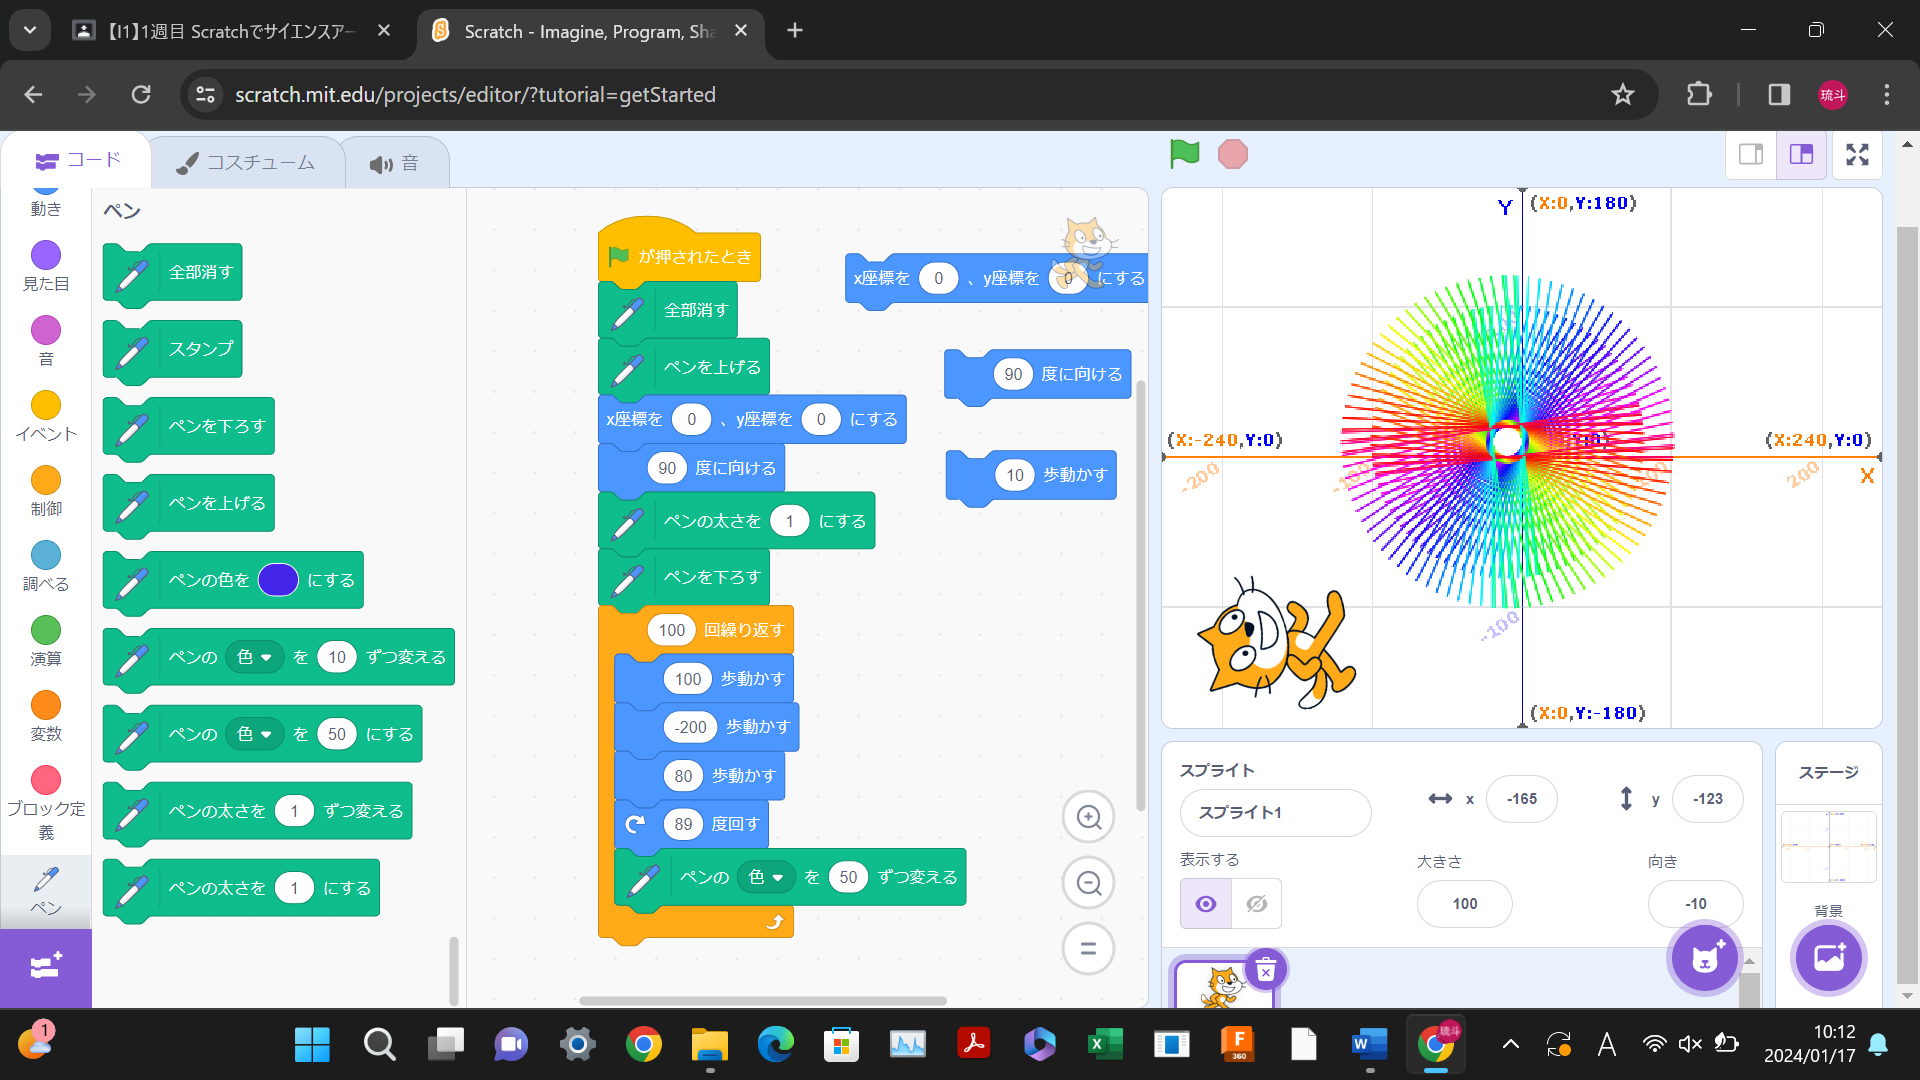 【I1】1週目 Scratchでサイエンスアー
Scratch - Imagine, Program, Sha
scratch.mit.edu/projects/editor/?tutorial=getStarted
琉斗
コード
コスチューム
音
動き
見た目
音
イベント
制御
調べる
演算
変数
ブロック定義
ペン
ペン
全部消す
スタンプ
ペンを下ろす
ペンを上げる
ペンの色を にする
ペンの 色 を 10 ずつ変える
ペンの 色 を 50 にする
ペンの太さを 1 ずつ変える
ペンの太さを 1 にする
が押されたとき
全部消す
ペンを上げる
x座標を 0 、y座標を 0 にする
90 度に向ける
ペンの太さを 1 にする
ペンを下ろす
100 回繰り返す
100 歩動かす
-200 歩動かす
80 歩動かす
89 度回す
ペンの 色 を 50 ずつ変える
x座標を 0 、y座標を 0 にする
90 度に向ける
10 歩動かす
Y
(X:0,Y:180)
(X:-240,Y:0)
(X:240,Y:0)
-200
200
X
-100
(X:0,Y:-180)
スプライト
スプライト1
x -165
y -123
表示する
大きさ
100
向き
-10
ステージ
背景
1
360
琉斗
A
10:12
2024/01/17